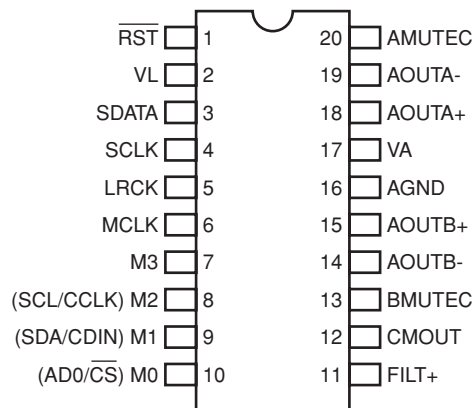 RST 1 20 AMUTEC
VL 2 19 AOUTA-
SDATA 3 18 AOUTA+
SCLK 4 17 VA
LRCK 5 16 AGND
MCLK 6 15 AOUTB+
M3 7 14 AOUTB-
(SCL/CCLK) M2 8 13 BMUTEC
(SDA/CDIN) M1 9 12 CMOUT
(AD0/CS) M0 10 11 FILT+